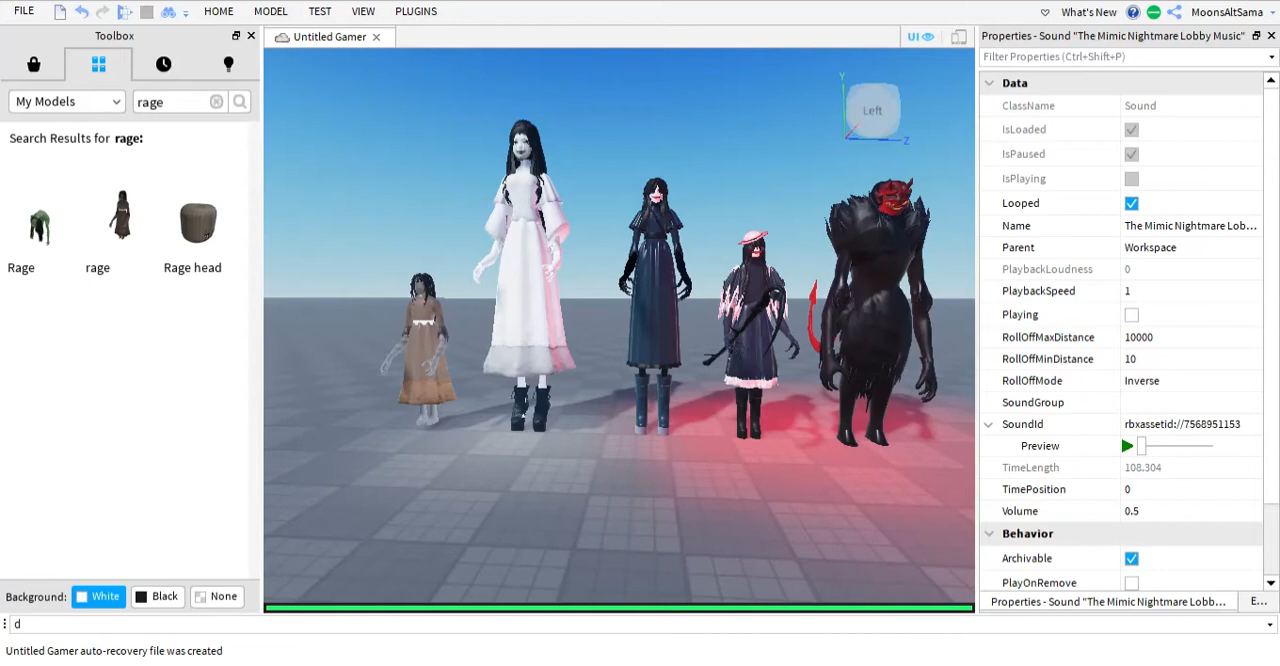 FILE HOME MODEL TEST VIEW PLUGINS What's New MoonsAltSama
Toolbox
Untitled Gamer
UI
Properties - Sound "The Mimic Nightmare Lobby Music"
Filter Properties (Ctrl+Shift+P)
My Models
rage
Search Results for rage:
Rage
rage
Rage head
Background:
White
Black
None
Y
Left
Z
Data
ClassName Sound
IsLoaded
IsPaused
IsPlaying
Looped
Name The Mimic Nightmare Lob...
Parent Workspace
PlaybackLoudness 0
PlaybackSpeed 1
Playing
RollOffMaxDistance 10000
RollOffMinDistance 10
RollOffMode Inverse
SoundGroup
SoundId rbxassetid://7568951153
Preview
TimeLength 108.304
TimePosition 0
Volume 0.5
Behavior
Archivable
PlayOnRemove
Properties - Sound "The Mimic Nightmare Lobb...
E...
d
Untitled Gamer auto-recovery file was created